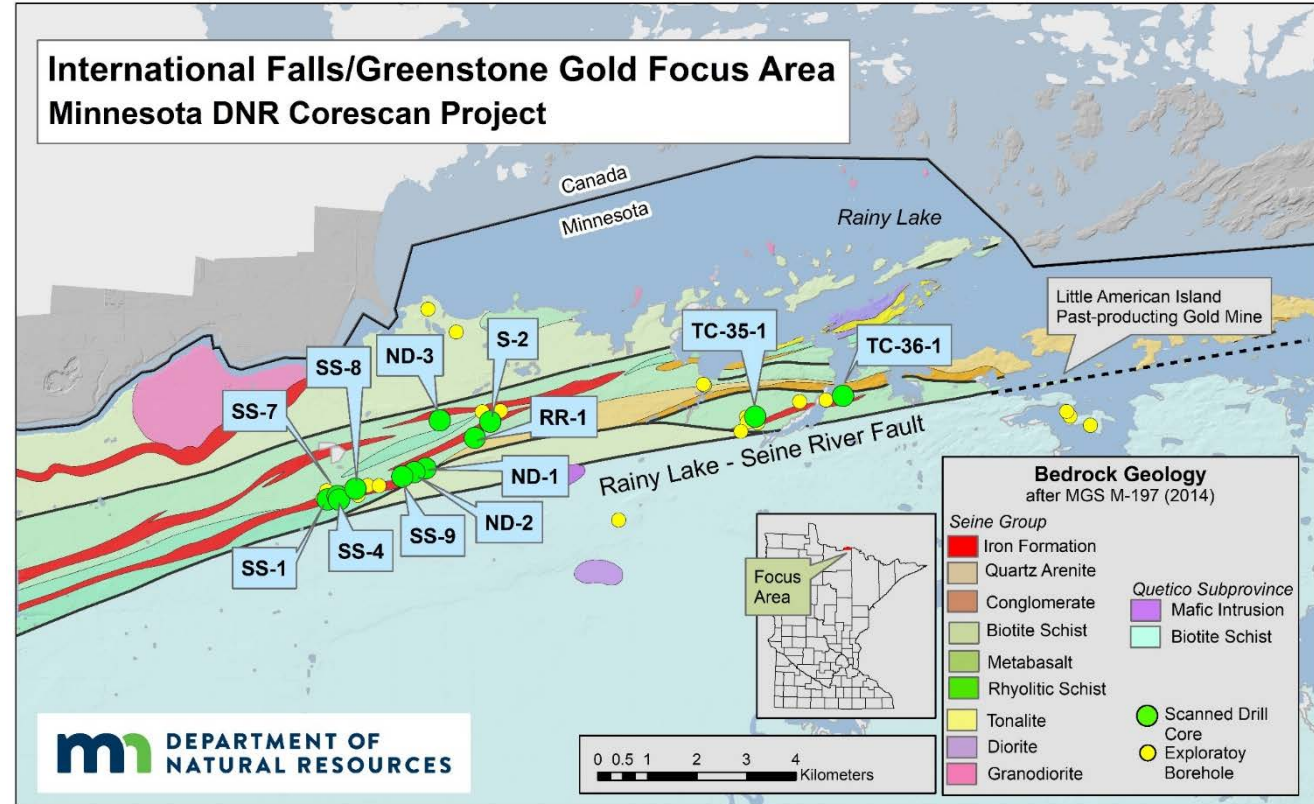 International Falls/Greenstone Gold Focus Area
Minnesota DNR Corescan Project
Canada
Minnesota
Rainy Lake
Little American Island
Past-producting Gold Mine
TC-35-1
TC-36-1
S-2
ND-3
SS-8
SS-7
RR-1
ND-1
ND-2
SS-9
SS-4
SS-1
Rainy Lake - Seine River Fault
Focus
Area
Bedrock Geology
after MGS M-197 (2014)
Seine Group
Iron Formation
Quartz Arenite
Conglomerate
Biotite Schist
Metabasalt
Rhyolitic Schist
Tonalite
Diorite
Granodiorite
Quetico Subprovince
Mafic Intrusion
Biotite Schist
Scanned Drill
Core
Exploratoy
Borehole
0 0.5 1 2 3 4
Kilometers
mn DEPARTMENT OF
NATURAL RESOURCES